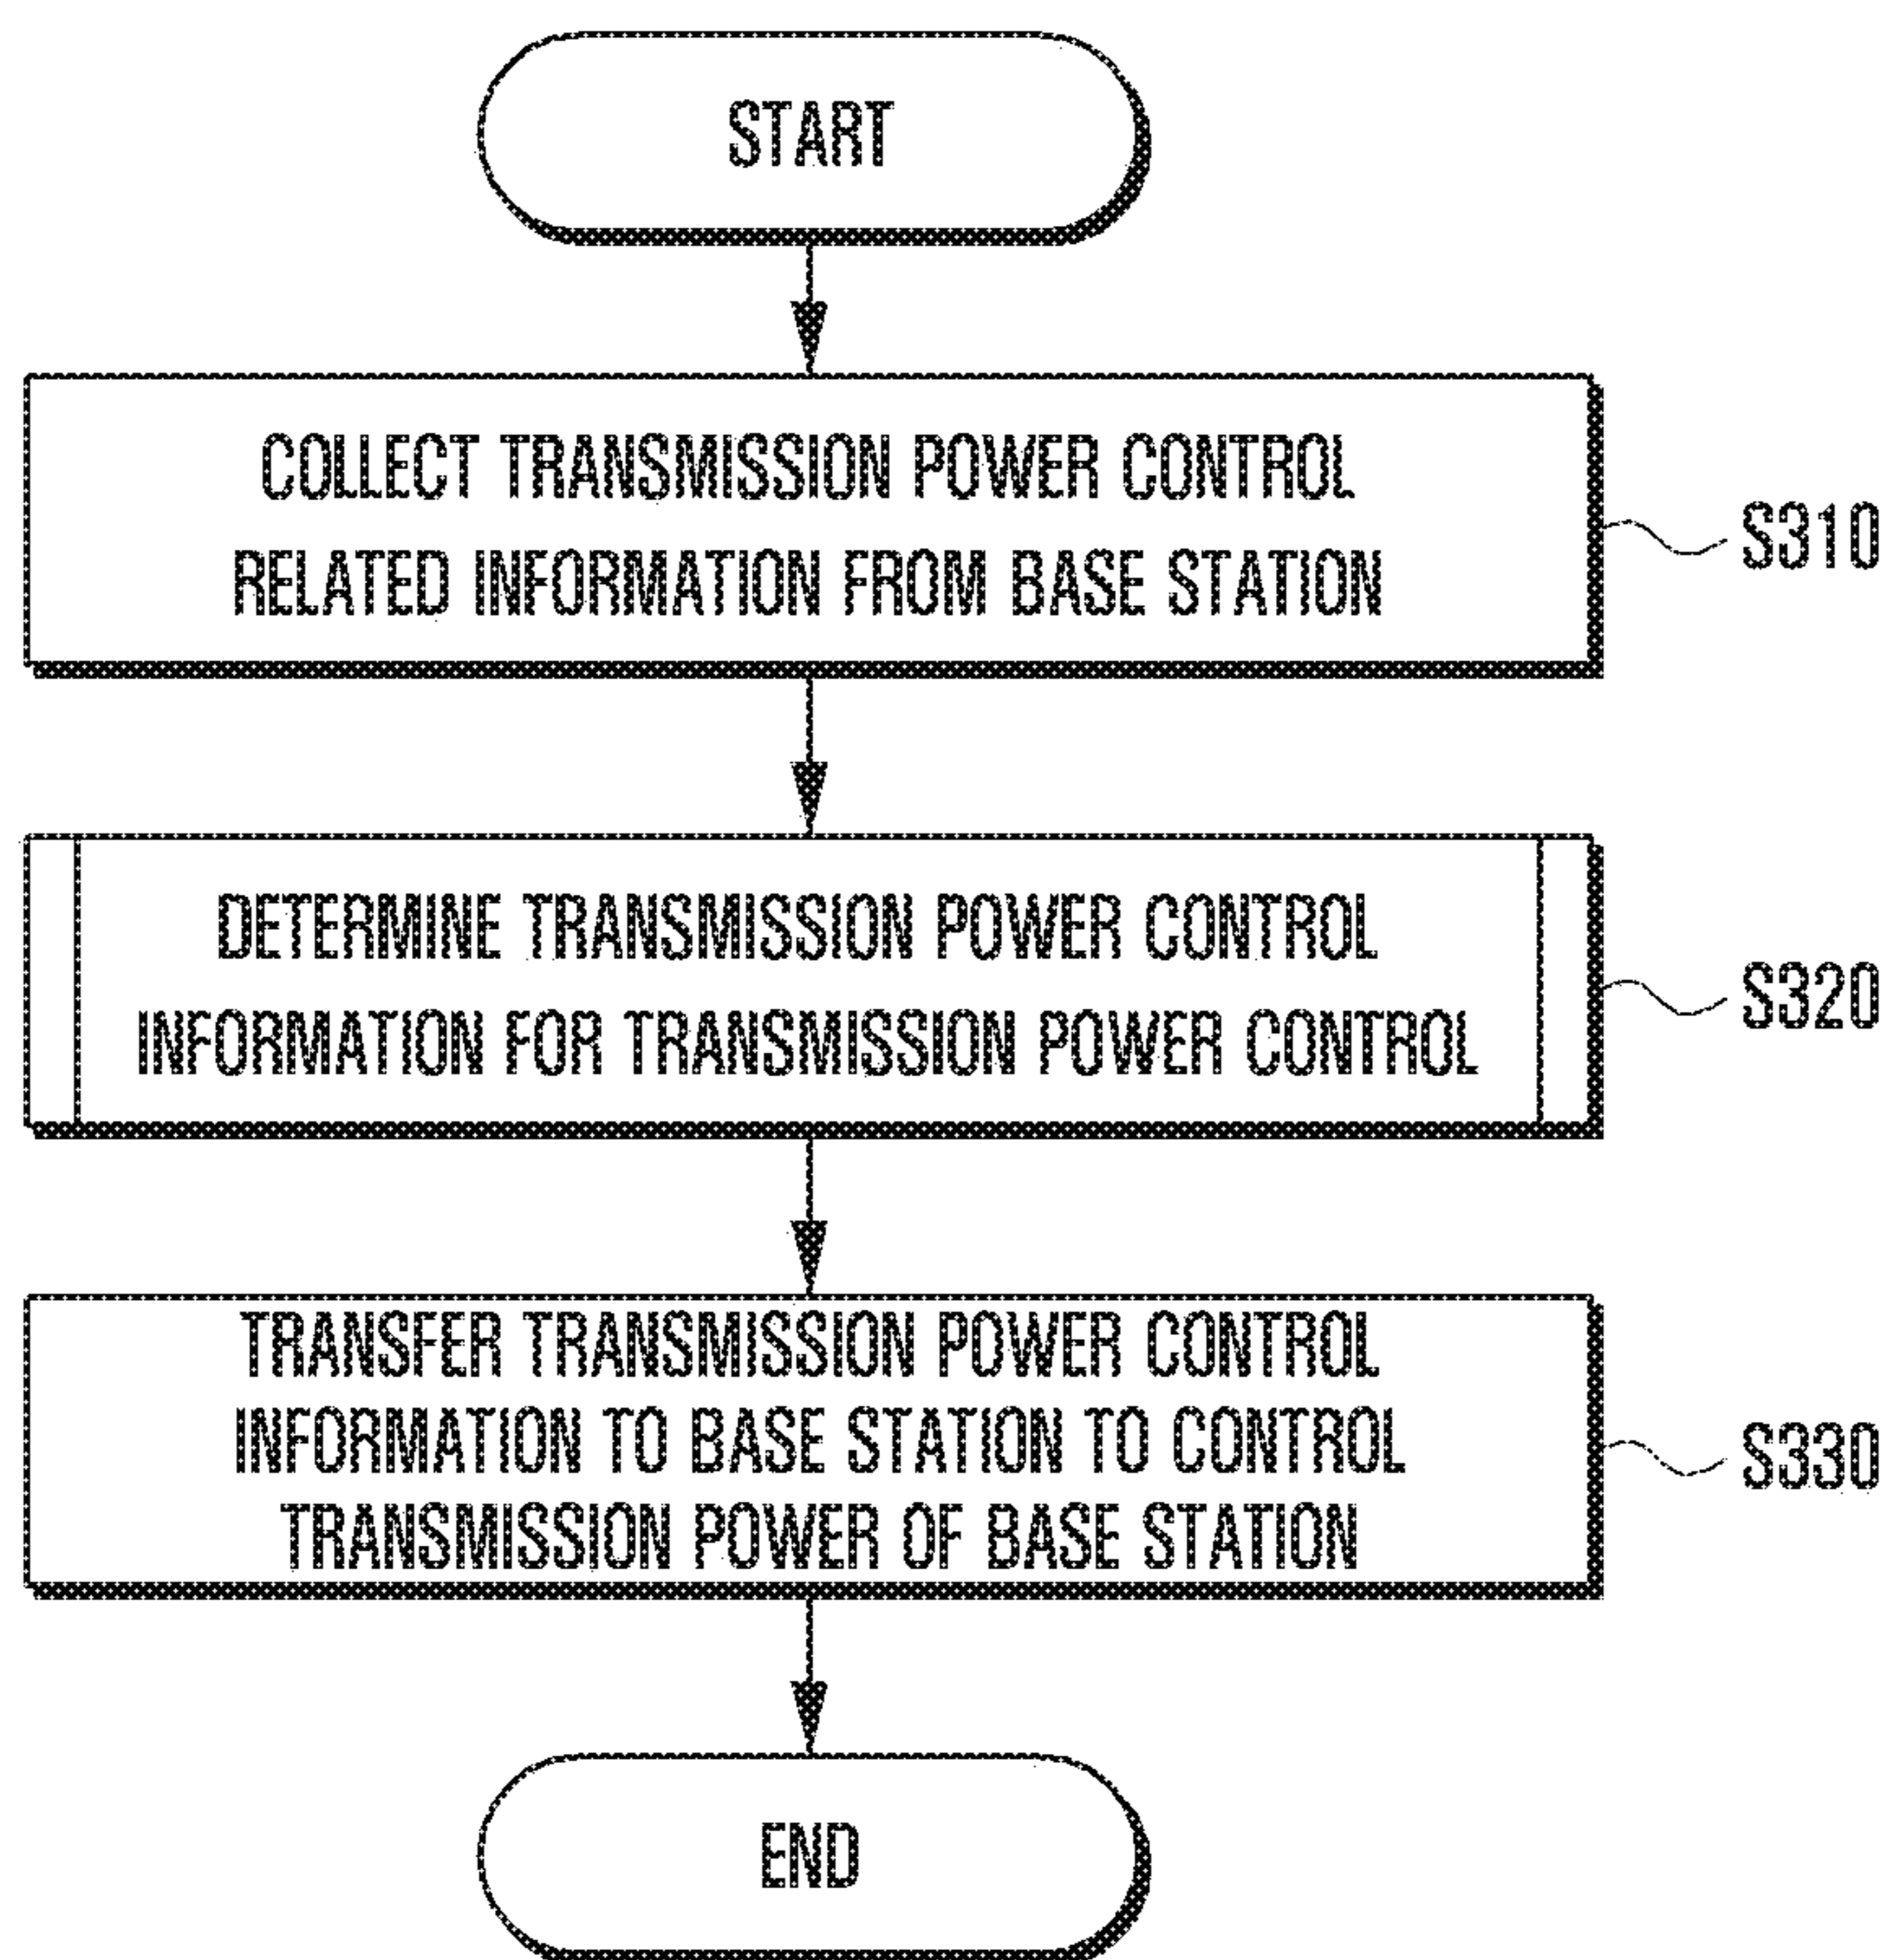 START
COLLECT TRANSMISSION POWER CONTROL
RELATED INFORMATION FROM BASE STATION
S310
DETERMINE TRANSMISSION POWER CONTROL
INFORMATION FOR TRANSMISSION POWER CONTROL
S320
TRANSFER TRANSMISSION POWER CONTROL
INFORMATION TO BASE STATION TO CONTROL
TRANSMISSION POWER OF BASE STATION
S330
END